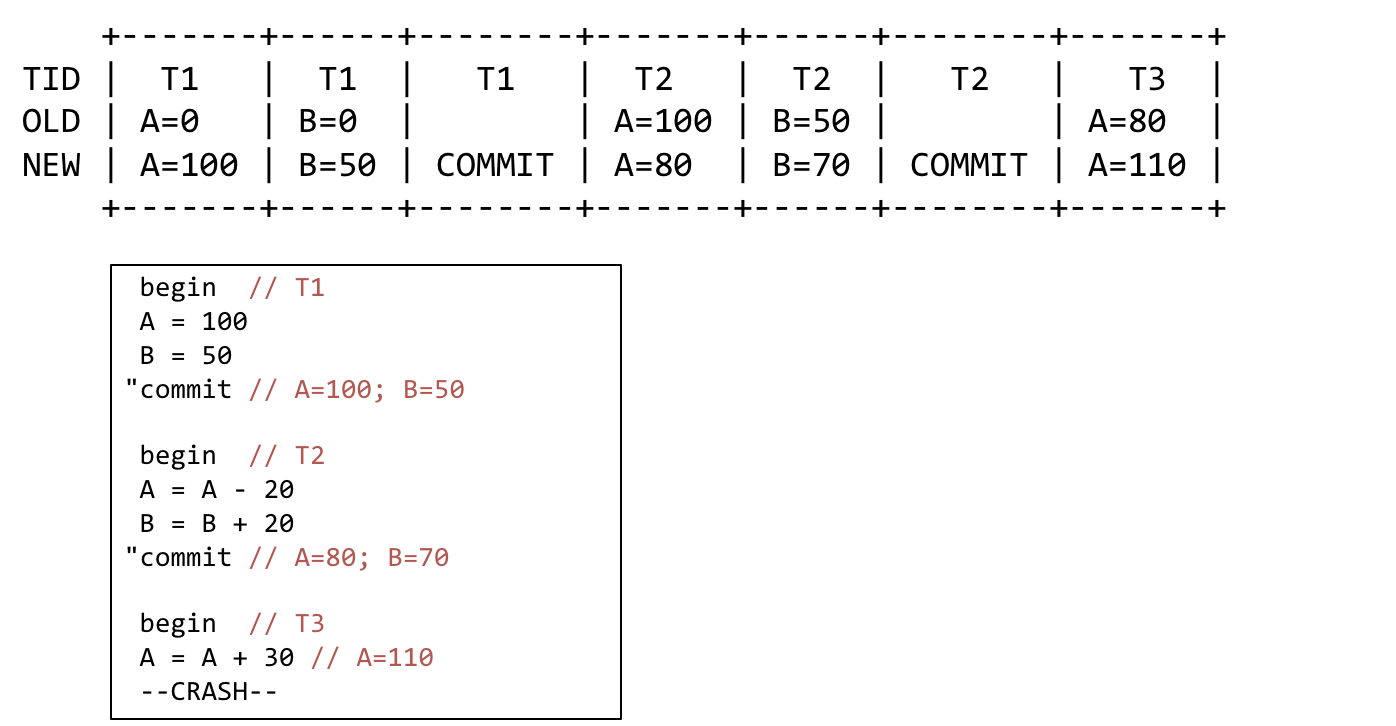 +-------+------+--------+-------+------+--------+-------+
TID |  T1   |  T1  |   T1   |  T2   |  T2  |   T2   |   T3  |
OLD | A=0   | B=0  |        | A=100 | B=50 |        | A=80  |
NEW | A=100 | B=50 | COMMIT | A=80  | B=70 | COMMIT | A=110 |
+-------+------+--------+-------+------+--------+-------+
begin  // T1
A = 100
B = 50
"commit // A=100; B=50
begin  // T2
A = A - 20
B = B + 20
"commit // A=80; B=70
begin  // T3
A = A + 30 // A=110
--CRASH--